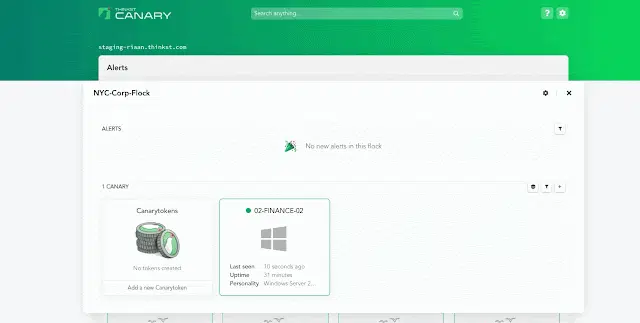 THINKST
CANARY
Search anything...
?
staging-riaan.thinkst.com
Alerts
NYC-Corp-Flock
ALERTS
No new alerts in this flock
1 CANARY
Canarytokens
No tokens created
Add a new Canarytoken
02-FINANCE-02
Last seen 10 seconds ago
Uptime 31 minutes
Personality Windows Server 2...